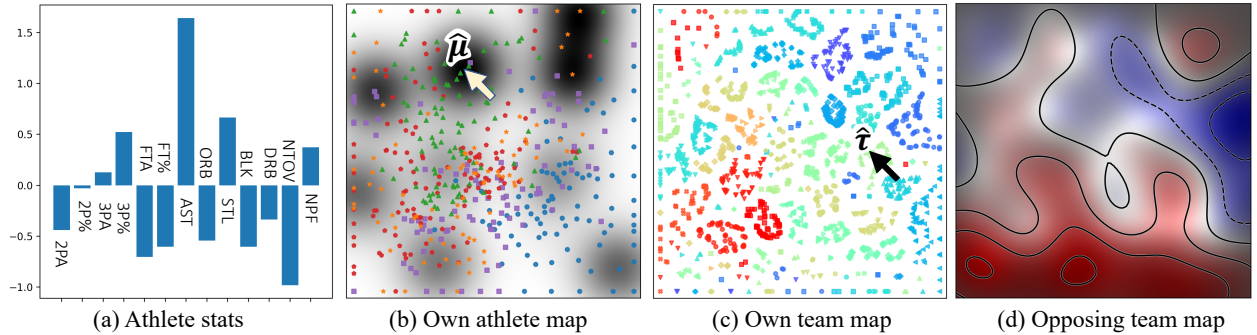 1.5
1.0
0.5
0.0
−0.5
−1.0
2PA
2P%
3PA
3P%
FTA
FT%
AST
ORB
STL
BLK
DRB
NTOV
NPF
μ̂
τ̂
(a) Athlete stats
(b) Own athlete map
(c) Own team map
(d) Opposing team map